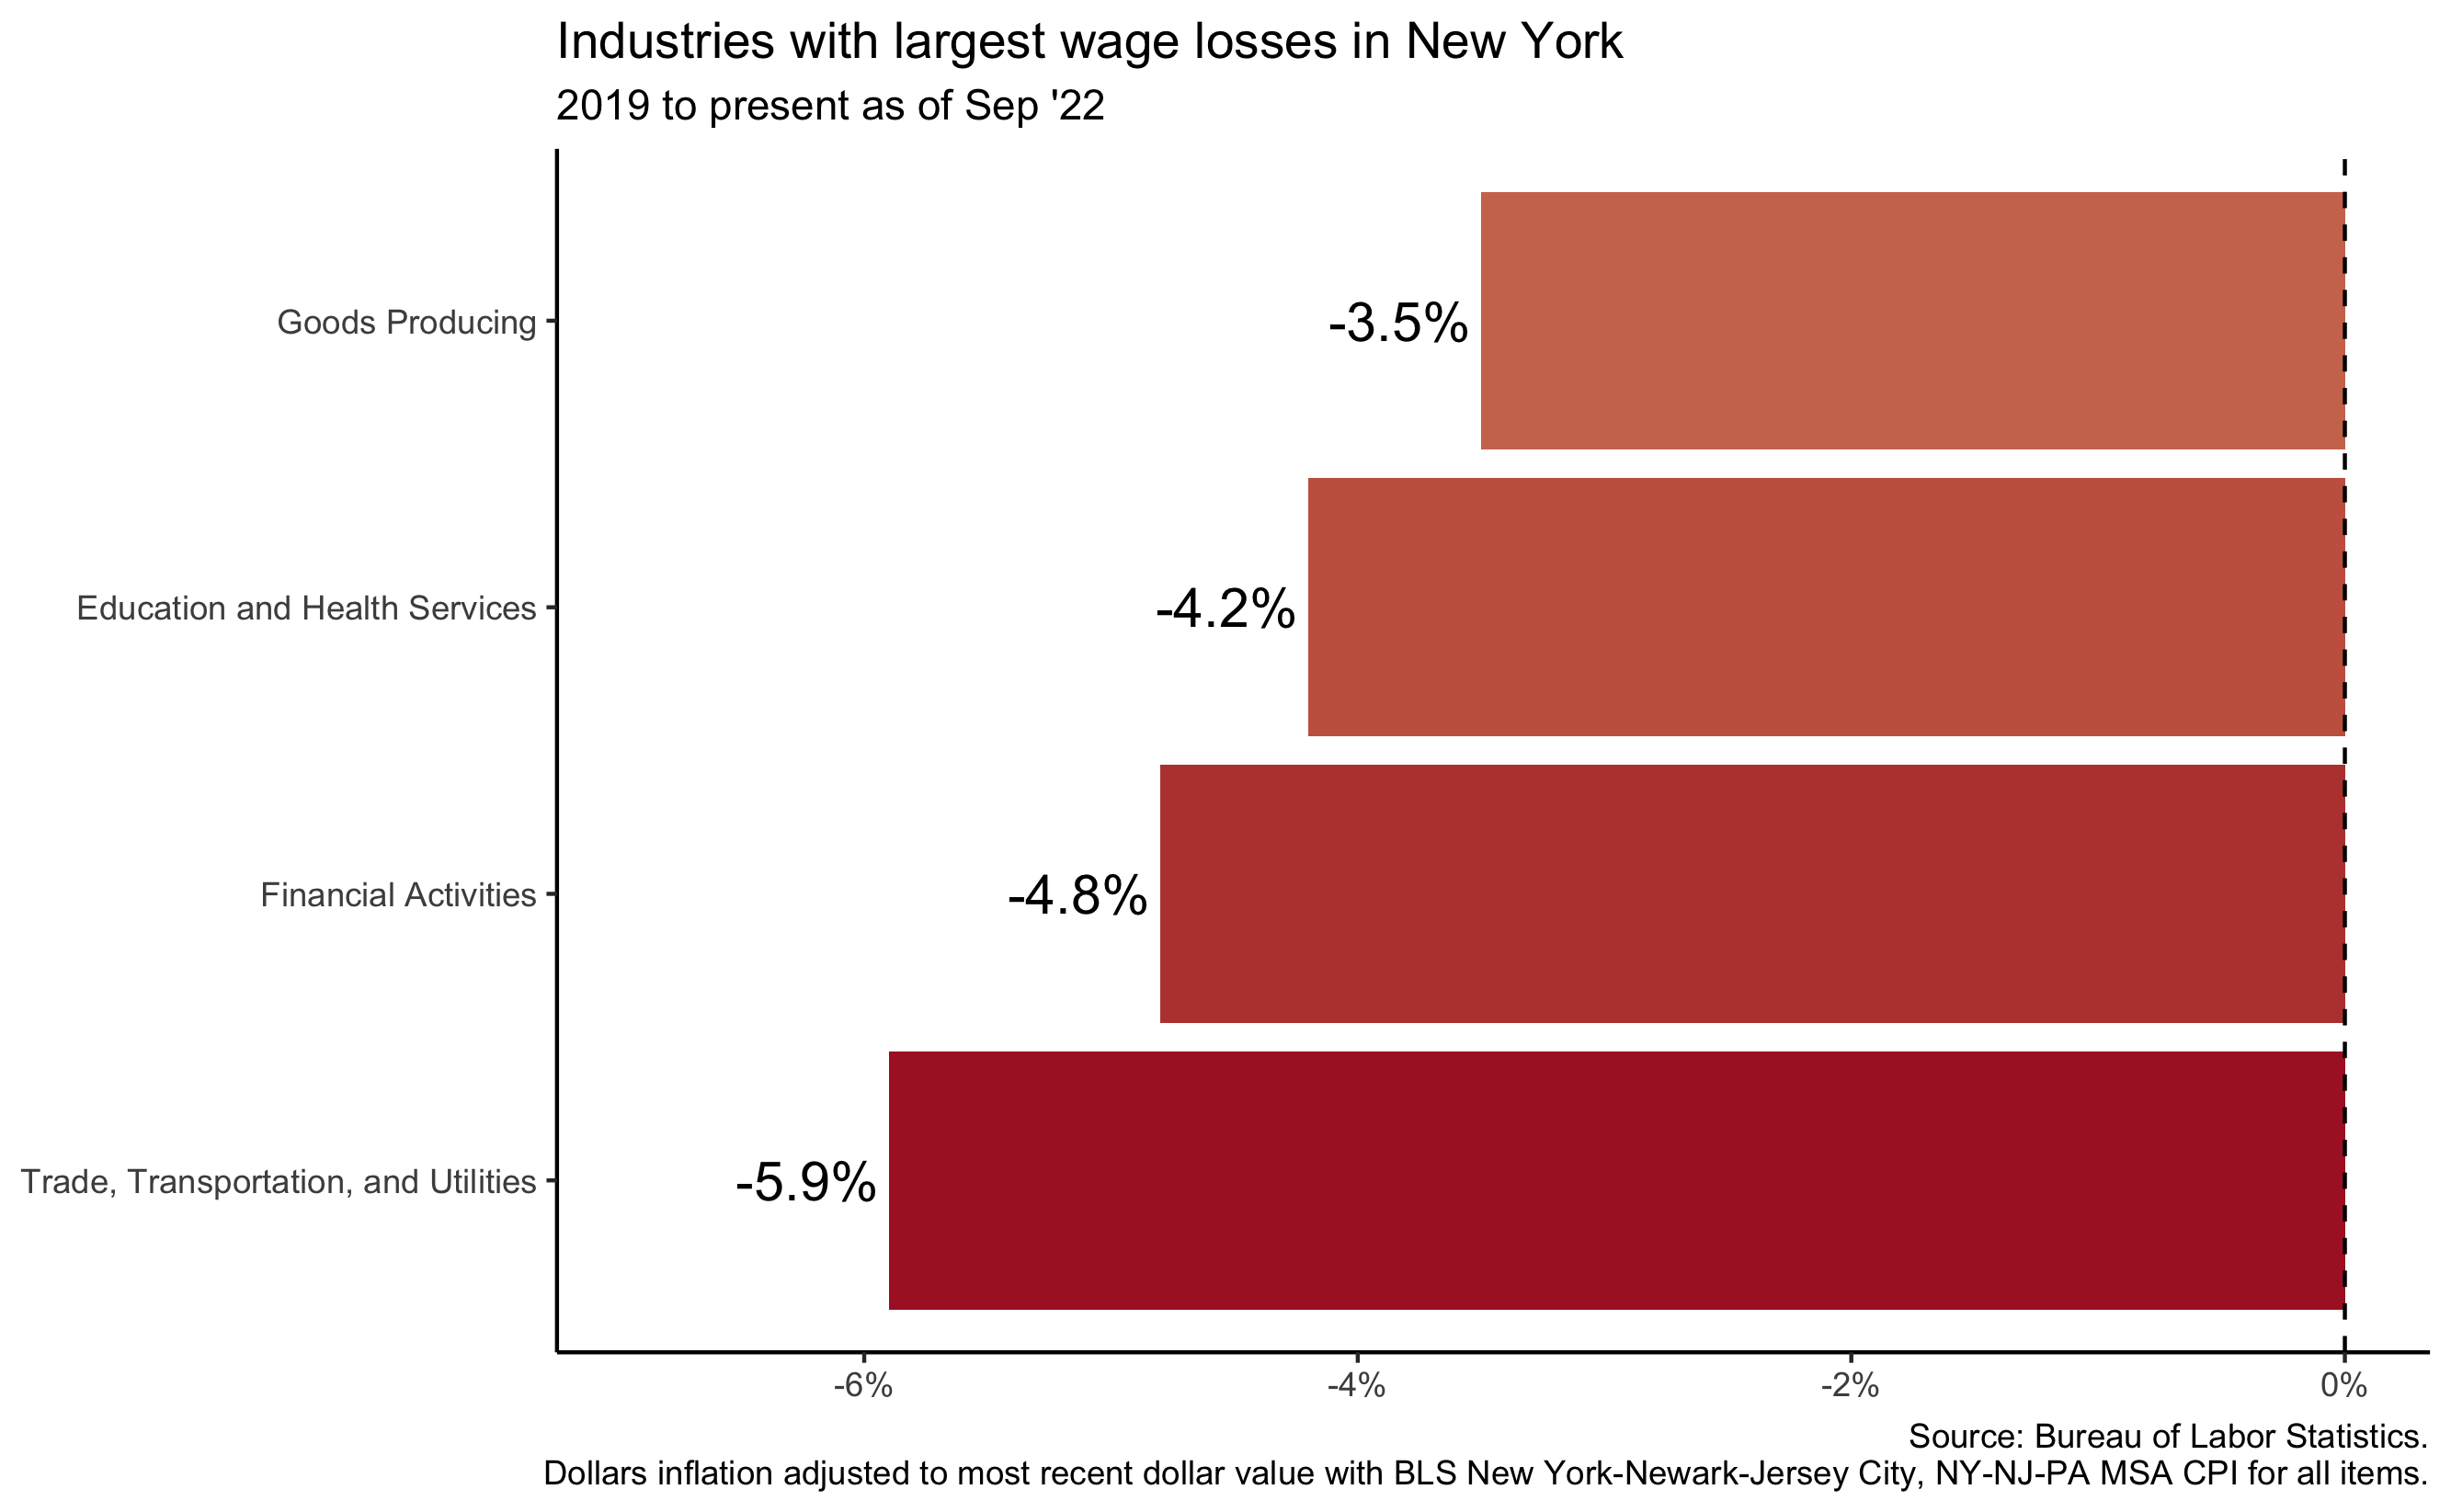 Industries with largest wage losses in New York
2019 to present as of Sep '22
Goods Producing
-3.5%
Education and Health Services
-4.2%
Financial Activities
-4.8%
Trade, Transportation, and Utilities
-5.9%
-6%
-4%
-2%
0%
Source: Bureau of Labor Statistics.
Dollars inflation adjusted to most recent dollar value with BLS New York-Newark-Jersey City, NY-NJ-PA MSA CPI for all items.